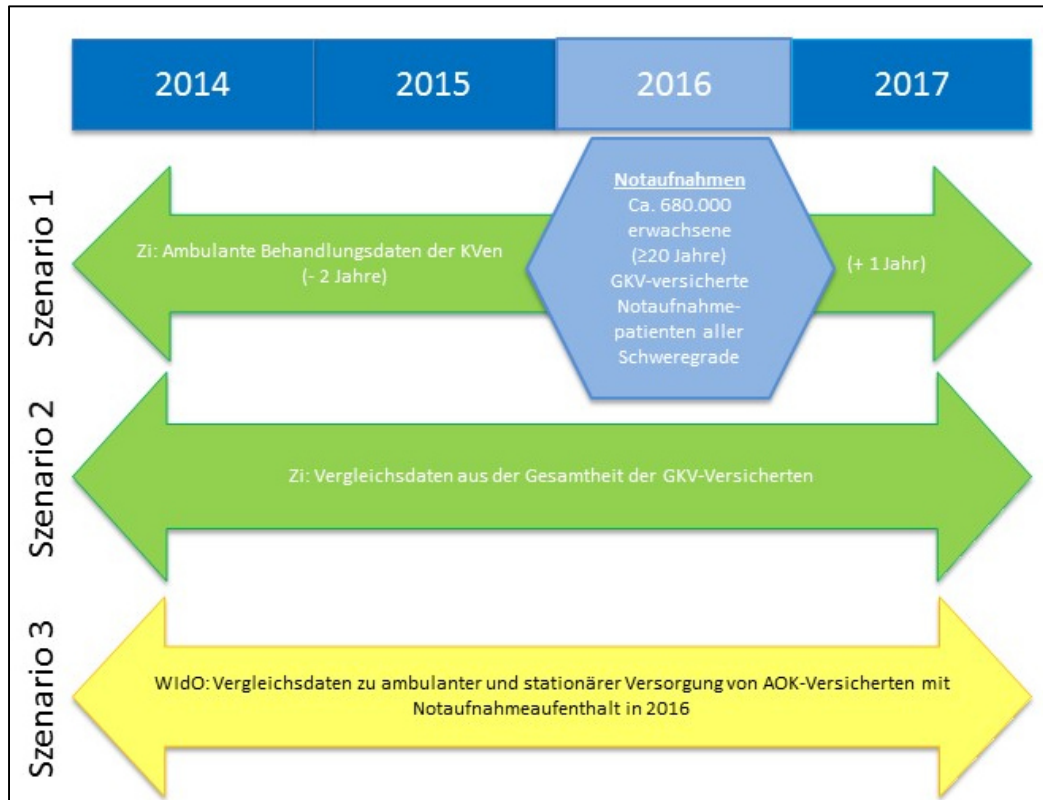 2014 2015 2016 2017
Szenario 1
Zi: Ambulante Behandlungsdaten der KVen
(- 2 Jahre)
Notaufnahmen
Ca. 680.000
erwachsene
(≥20 Jahre)
GKV-versicherte
Notaufnahme-
patienten aller
Schweregrade
(+ 1 Jahr)
Szenario 2
Zi: Vergleichsdaten aus der Gesamtheit der GKV-Versicherten
Szenario 3
WIdO: Vergleichsdaten zu ambulanter und stationärer Versorgung von AOK-Versicherten mit
Notaufnahmeaufenthalt in 2016